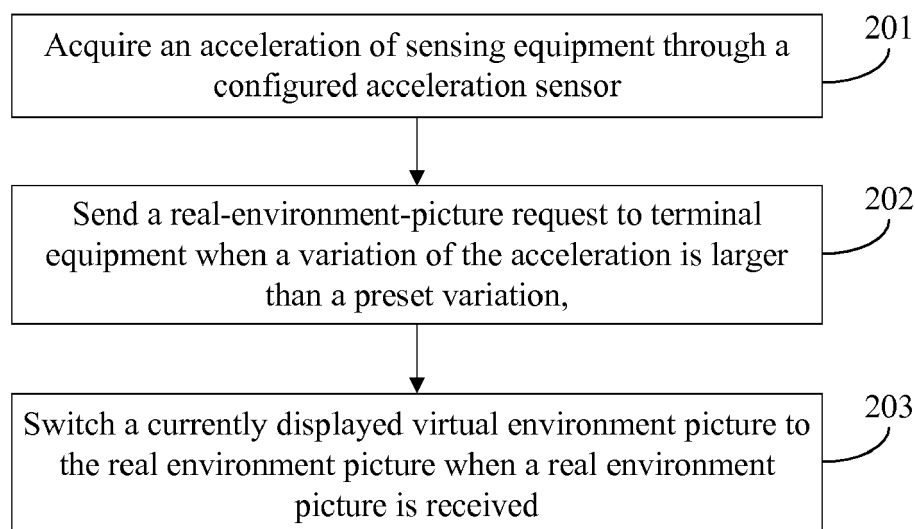 Acquire an acceleration of sensing equipment through a
configured acceleration sensor
201
Send a real-environment-picture request to terminal
equipment when a variation of the acceleration is larger
than a preset variation,
202
Switch a currently displayed virtual environment picture to
the real environment picture when a real environment
picture is received
203